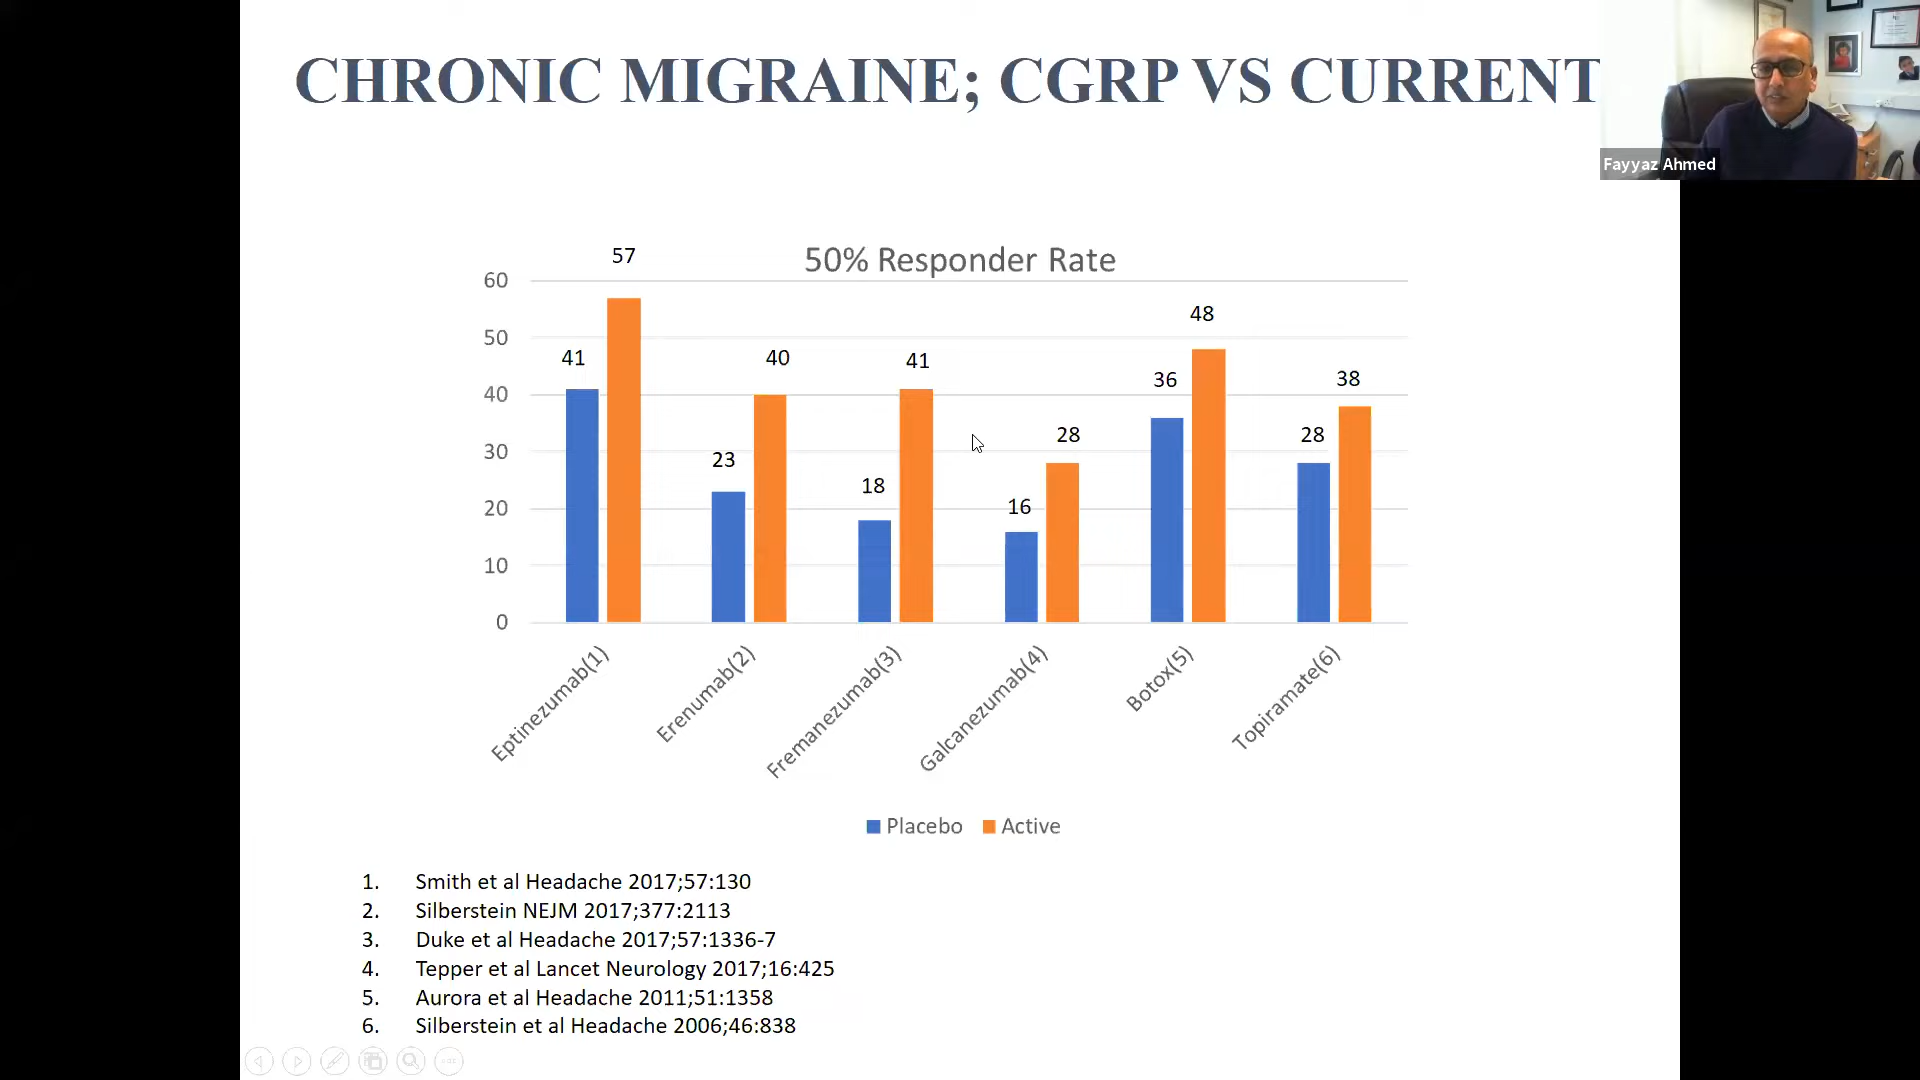 CHRONIC MIGRAINE; CGRP VS CURRENT
Fayyaz Ahmed
50% Responder Rate
60
50
40
30
20
10
0
41
57
23
40
18
41
16
28
36
48
28
38
Eptinezumab(1)
Erenumab(2)
Fremanezumab(3)
Galcanezumab(4)
Botox(5)
Topiramate(6)
Placebo Active
1. Smith et al Headache 2017;57:130
2. Silberstein NEJM 2017;377:2113
3. Duke et al Headache 2017;57:1336-7
4. Tepper et al Lancet Neurology 2017;16:425
5. Aurora et al Headache 2011;51:1358
6. Silberstein et al Headache 2006;46:838